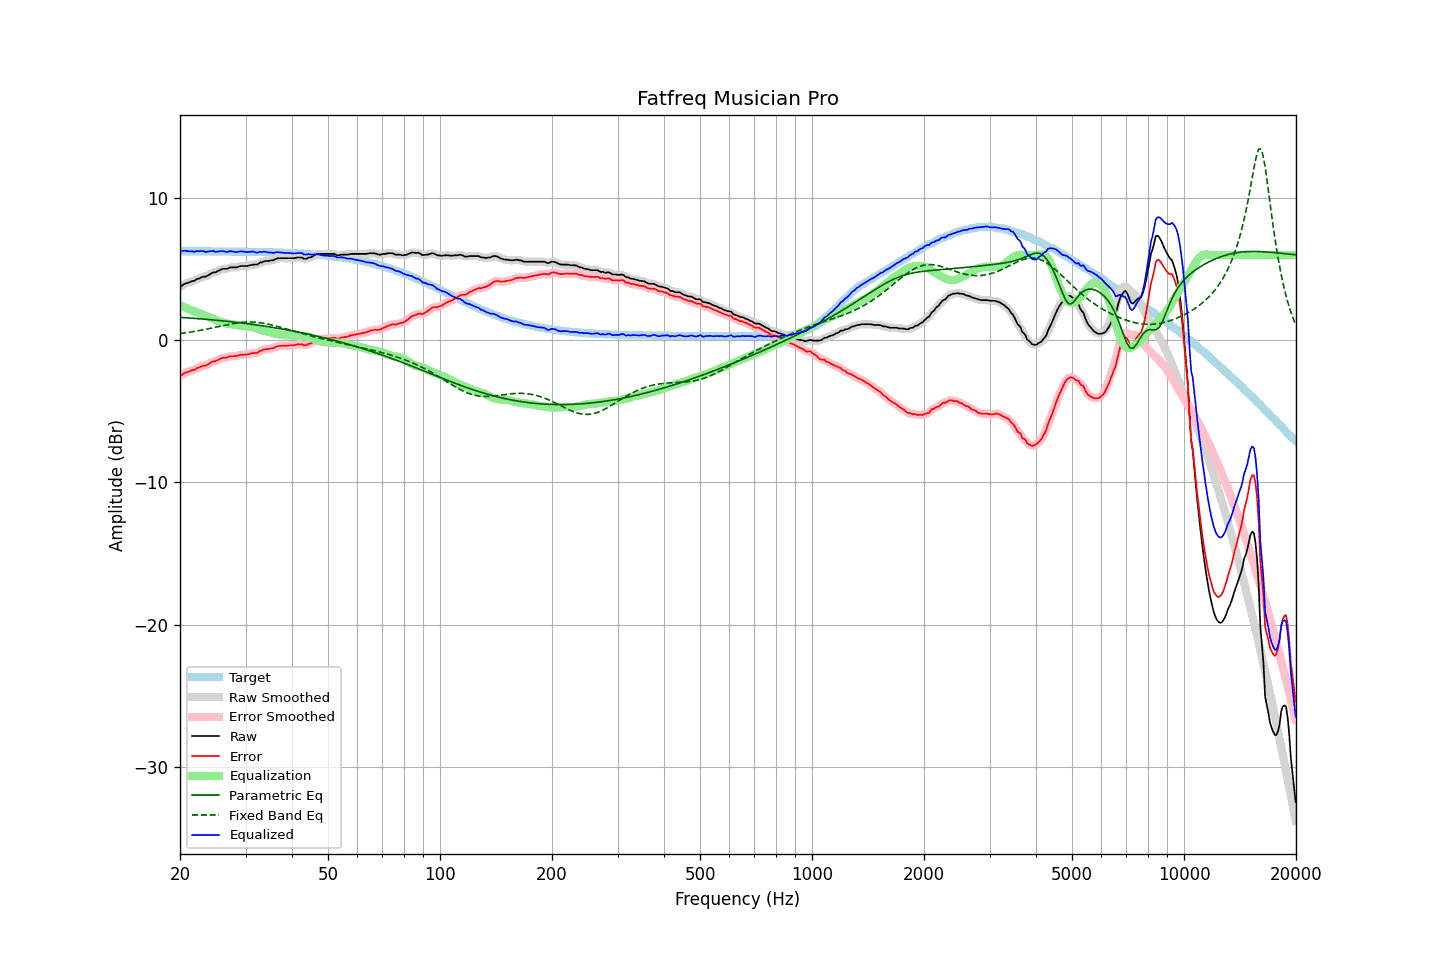 Fatfreq Musician Pro
Amplitude (dBr)
10
0
−10
−20
−30
Target
Raw Smoothed
Error Smoothed
Raw
Error
Equalization
Parametric Eq
Fixed Band Eq
Equalized
20 50 100 200 500 1000 2000 5000 10000 20000
Frequency (Hz)